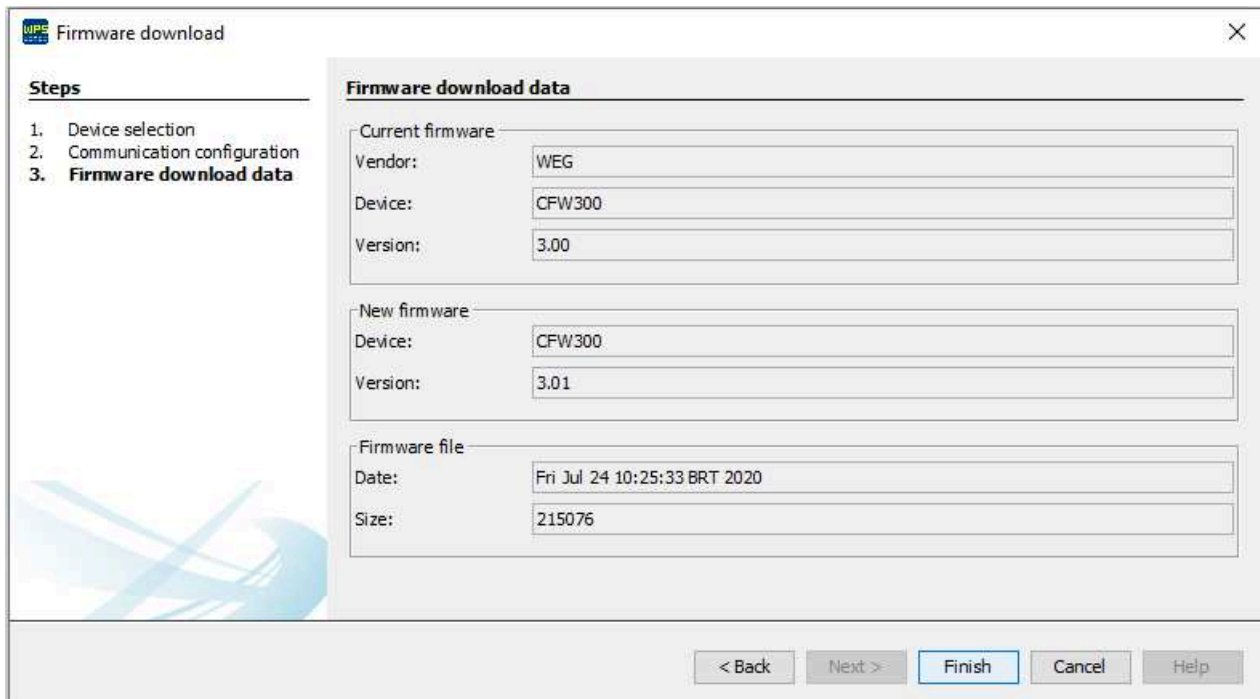 WPS
Firmware download
Steps
1. Device selection
2. Communication configuration
3. Firmware download data
Firmware download data
Current firmware
Vendor: WEG
Device: CFW300
Version: 3.00
New firmware
Device: CFW300
Version: 3.01
Firmware file
Date: Fri Jul 24 10:25:33 BRT 2020
Size: 215076
< Back Next > Finish Cancel Help